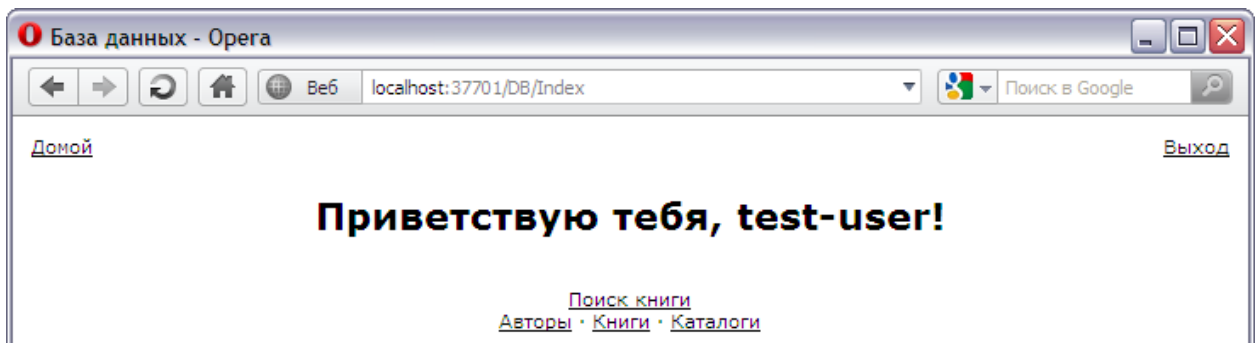 База данных - Opera
Веб localhost:37701/DB/Index Поиск в Google
Домой Выход
Приветствую тебя, test-user!
Поиск книги
Авторы · Книги · Каталоги